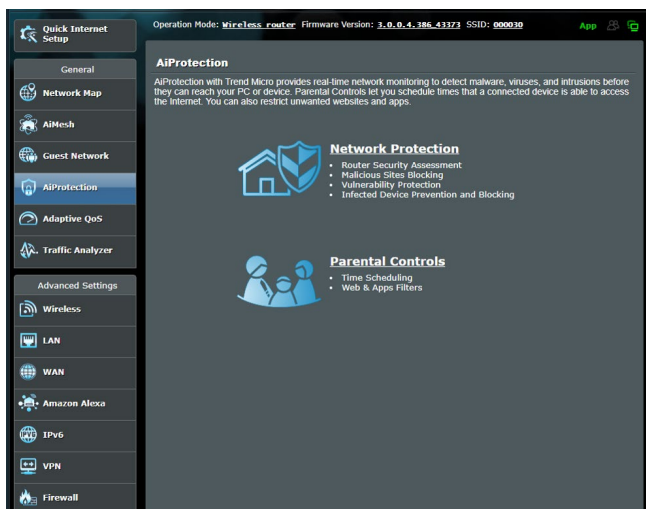 Quick Internet
Setup
Operation Mode: Wireless router Firmware Version: 3.0.0.4.386_43373 SSID: 000030
App
General
Network Map
AiMesh
Guest Network
AiProtection
Adaptive QoS
Traffic Analyzer
Advanced Settings
Wireless
LAN
WAN
Amazon Alexa
IPv6
IPv6
VPN
Firewall
AiProtection
AiProtection with Trend Micro provides real-time network monitoring to detect malware, viruses, and intrusions before
they can reach your PC or device. Parental Controls let you schedule times that a connected device is able to access
the Internet. You can also restrict unwanted websites and apps.
Network Protection
• Router Security Assessment
• Malicious Sites Blocking
• Vulnerability Protection
• Infected Device Prevention and Blocking
Parental Controls
• Time Scheduling
• Web & Apps Filters